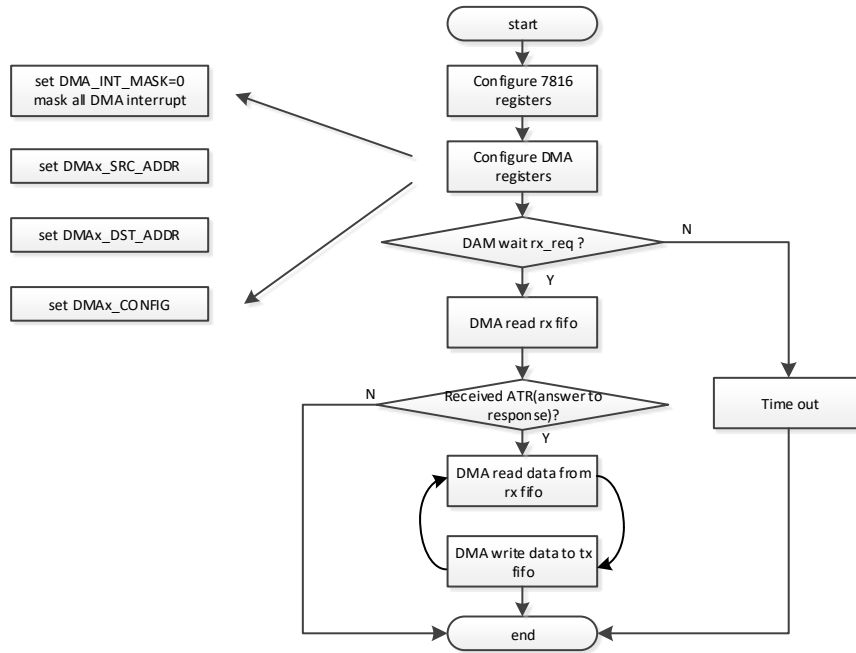 start
Configure 7816
registers
set DMA_INT_MASK=0
mask all DMA interrupt
Configure DMA
registers
set DMAx_SRC_ADDR
set DMAx_DST_ADDR
set DMAx_CONFIG
DAM wait rx_req ?
N
Y
DMA read rx fifo
Received ATR(answer to
response)?
N
Y
Time out
DMA read data from
rx fifo
DMA write data to tx
fifo
end